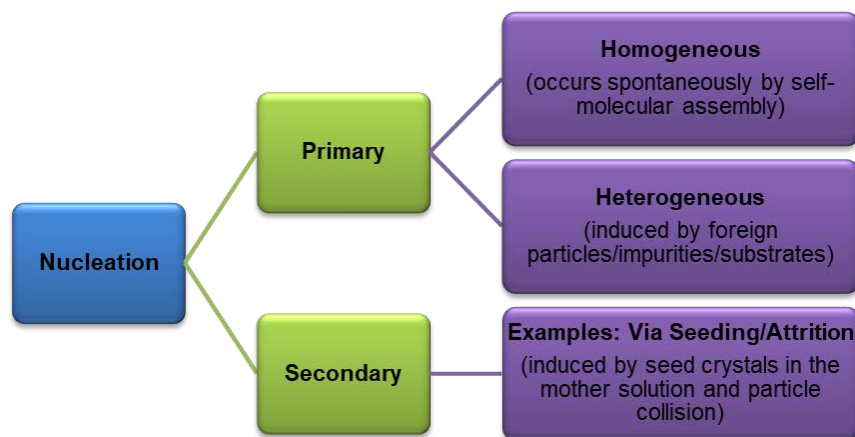 Nucleation
Primary
Secondary
Homogeneous
(occurs spontaneously by self-
molecular assembly)
Heterogeneous
(induced by foreign
particles/impurities/substrates)
Examples: Via Seeding/Attrition
(induced by seed crystals in the
mother solution and particle
collision)